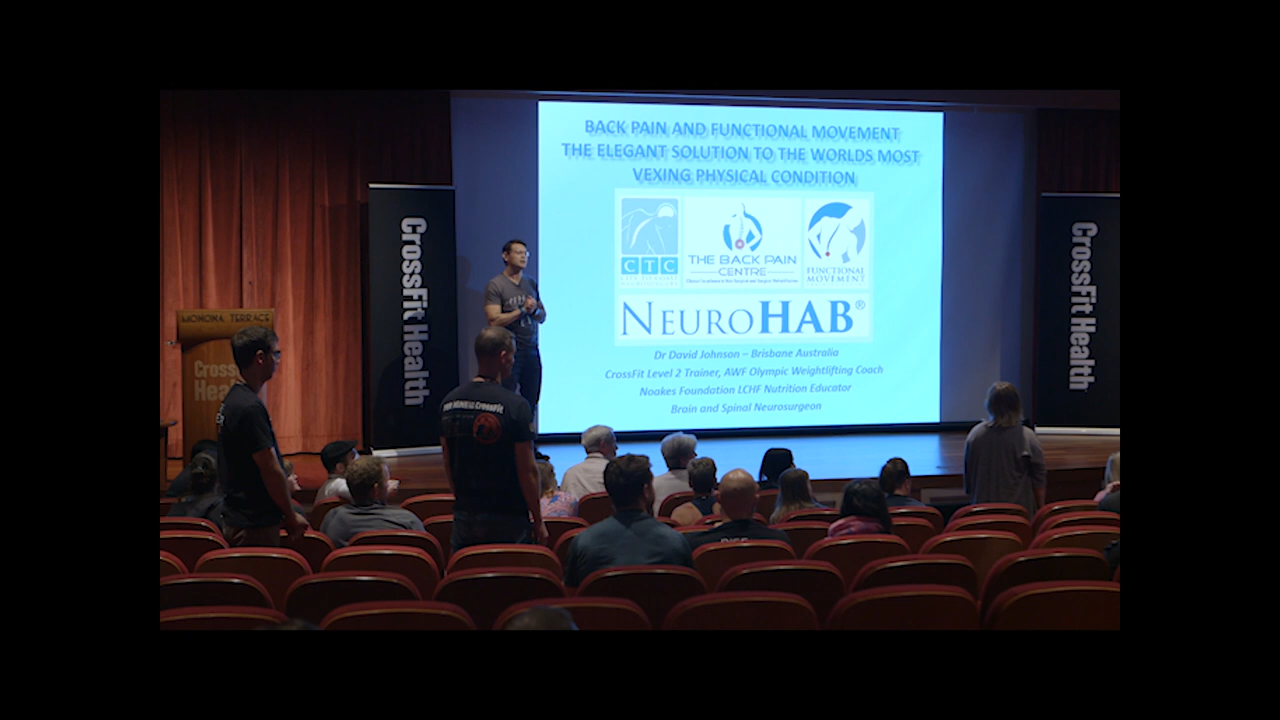 BACK PAIN AND FUNCTIONAL MOVEMENT
THE ELEGANT SOLUTION TO THE WORLDS MOST
VEXING PHYSICAL CONDITION
CTC
THE BACK PAIN
CENTRE
FUNCTIONAL
MOVEMENT
NEUROHAB®
Dr David Johnson – Brisbane Australia
CrossFit Level 2 Trainer, AWF Olympic Weightlifting Coach
Noakes Foundation LCHF Nutrition Educator
Brain and Spinal Neurosurgeon
CrossFit Health
CrossFit Health
MONONA TERRACE
CrossFit
Health